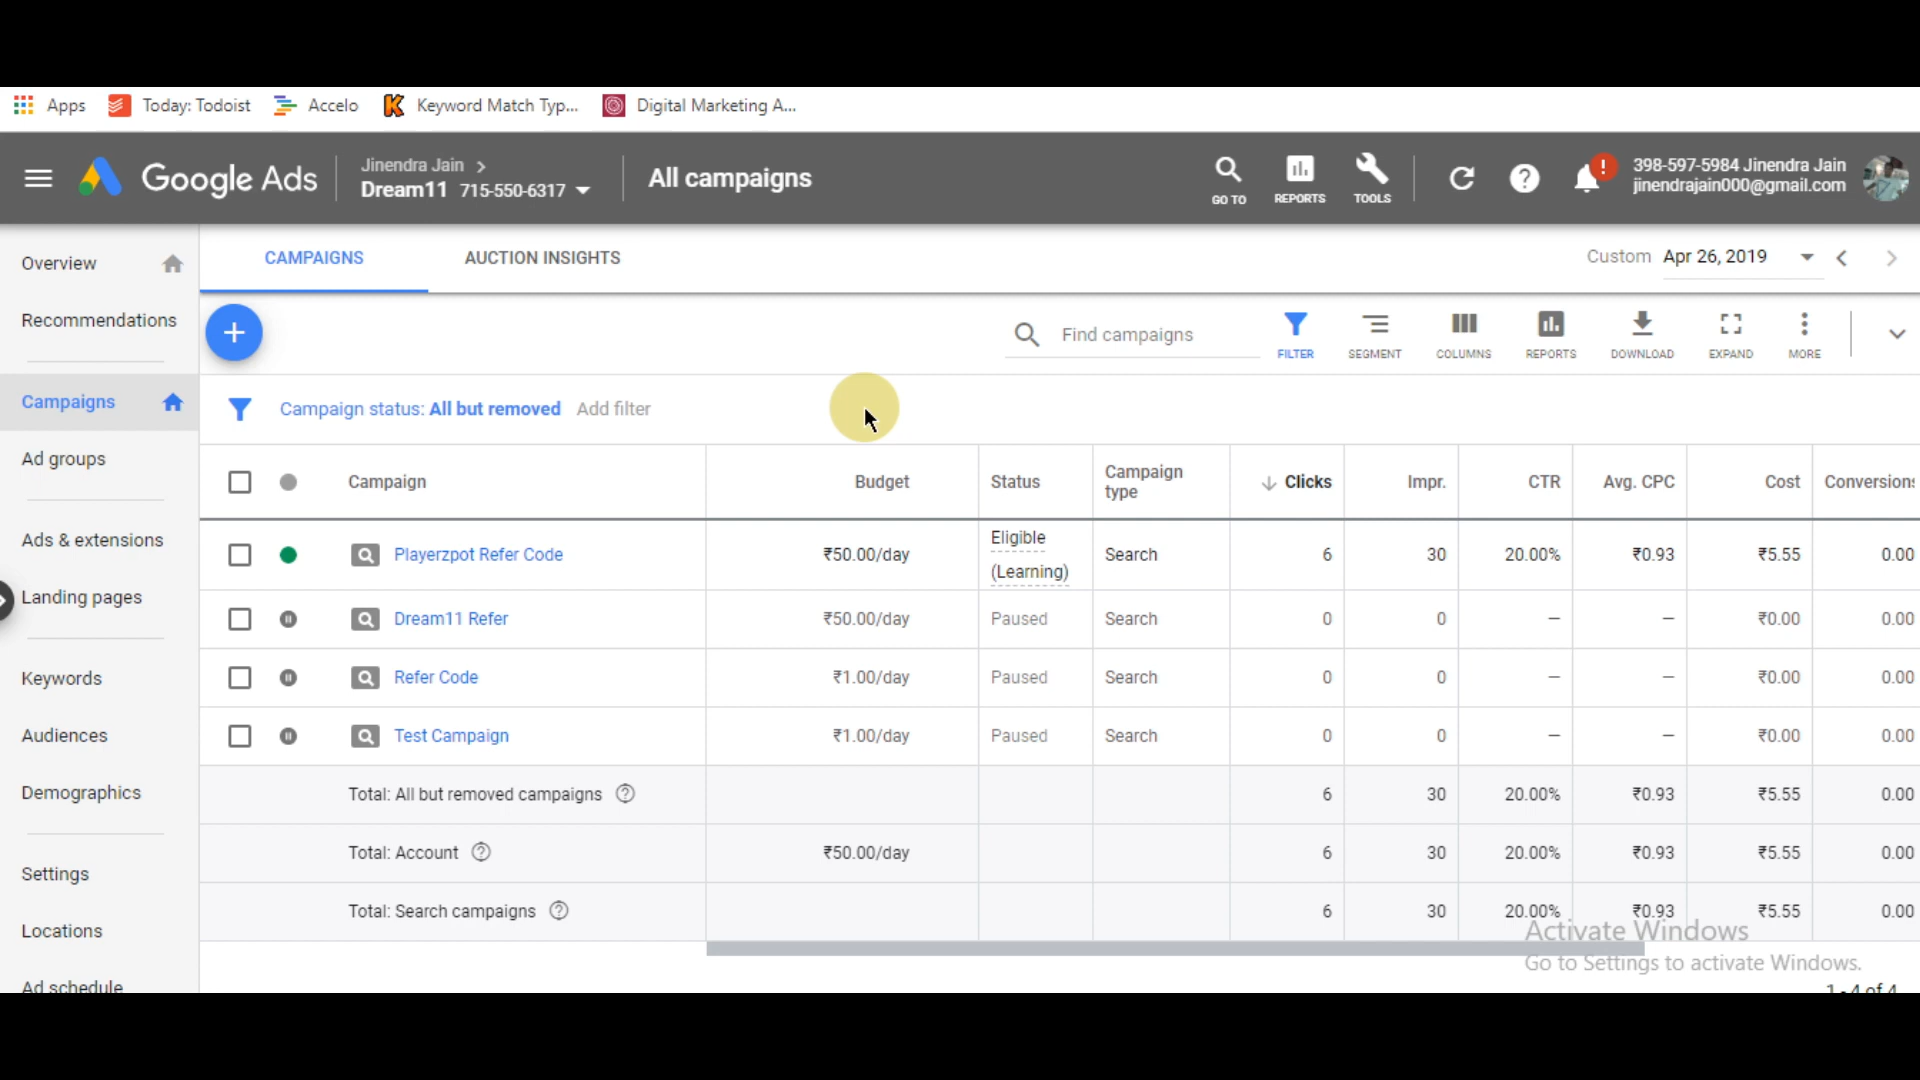 Apps Today: Todoist Accelo Keyword Match Typ... Digital Marketing A...
Google Ads
Jinendra Jain >
Dream11 715-550-6317
All campaigns
GO TO REPORTS TOOLS
398-597-5984 Jinendra Jain
jinendrajain000@gmail.com
Overview
Recommendations
Campaigns
Ad groups
Ads & extensions
Landing pages
Keywords
Audiences
Demographics
Settings
Locations
Ad schedule
CAMPAIGNS AUCTION INSIGHTS
Custom Apr 26, 2019
Find campaigns
FILTER SEGMENT COLUMNS REPORTS DOWNLOAD EXPAND MORE
Campaign status: All but removed Add filter
Campaign Budget Status Campaign type Clicks Impr. CTR Avg. CPC Cost Conversions
Playerzpot Refer Code ₹50.00/day Eligible (Learning) Search 6 30 20.00% ₹0.93 ₹5.55 0.00
Dream11 Refer ₹50.00/day Paused Search 0 0 – – ₹0.00 0.00
Refer Code ₹1.00/day Paused Search 0 0 – – ₹0.00 0.00
Test Campaign ₹1.00/day Paused Search 0 0 – – ₹0.00 0.00
Total: All but removed campaigns 6 30 20.00% ₹0.93 ₹5.55 0.00
Total: Account ₹50.00/day 6 30 20.00% ₹0.93 ₹5.55 0.00
Total: Search campaigns 6 30 20.00% ₹0.93 ₹5.55 0.00
Activate Windows
Go to Settings to activate Windows.
1 - 4 of 4